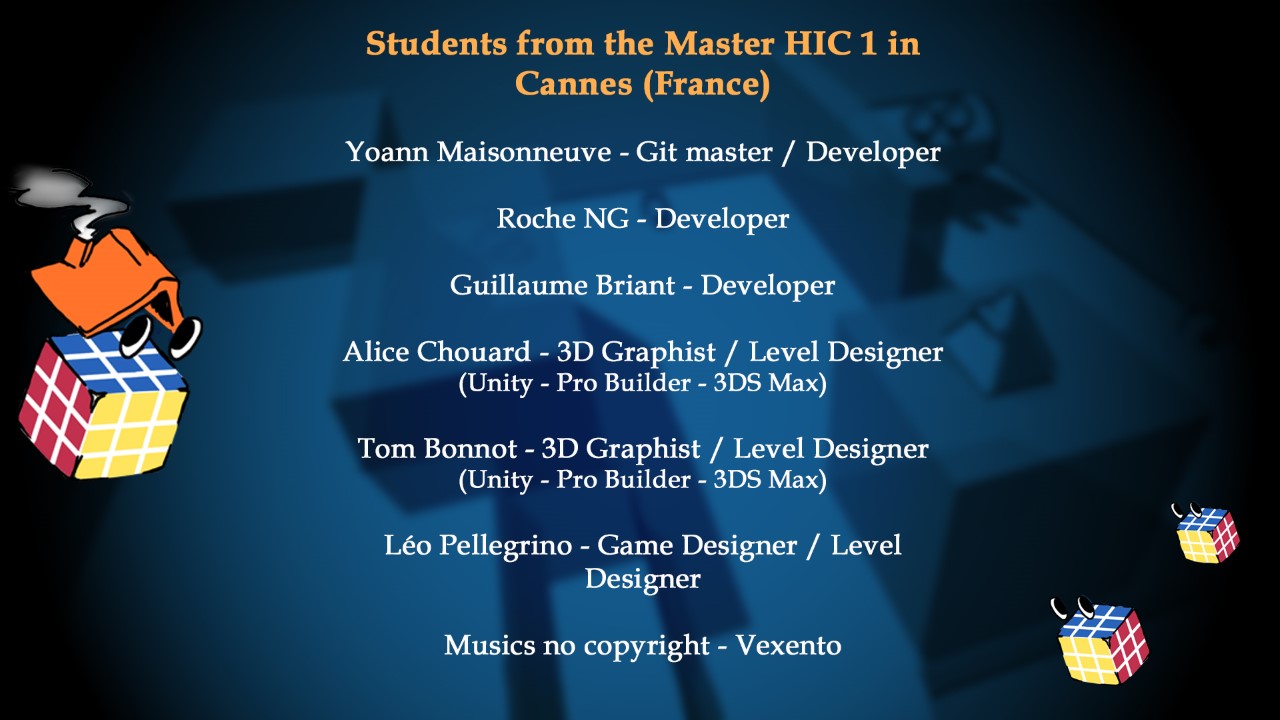 Students from the Master HIC 1 in
Cannes (France)
Yoann Maisonneuve - Git master / Developer
Roche NG - Developer
Guillaume Briant - Developer
Alice Chouard - 3D Graphist / Level Designer
(Unity - Pro Builder - 3DS Max)
Tom Bonnot - 3D Graphist / Level Designer
(Unity - Pro Builder - 3DS Max)
Léo Pellegrino - Game Designer / Level
Designer
Musics no copyright - Vexento